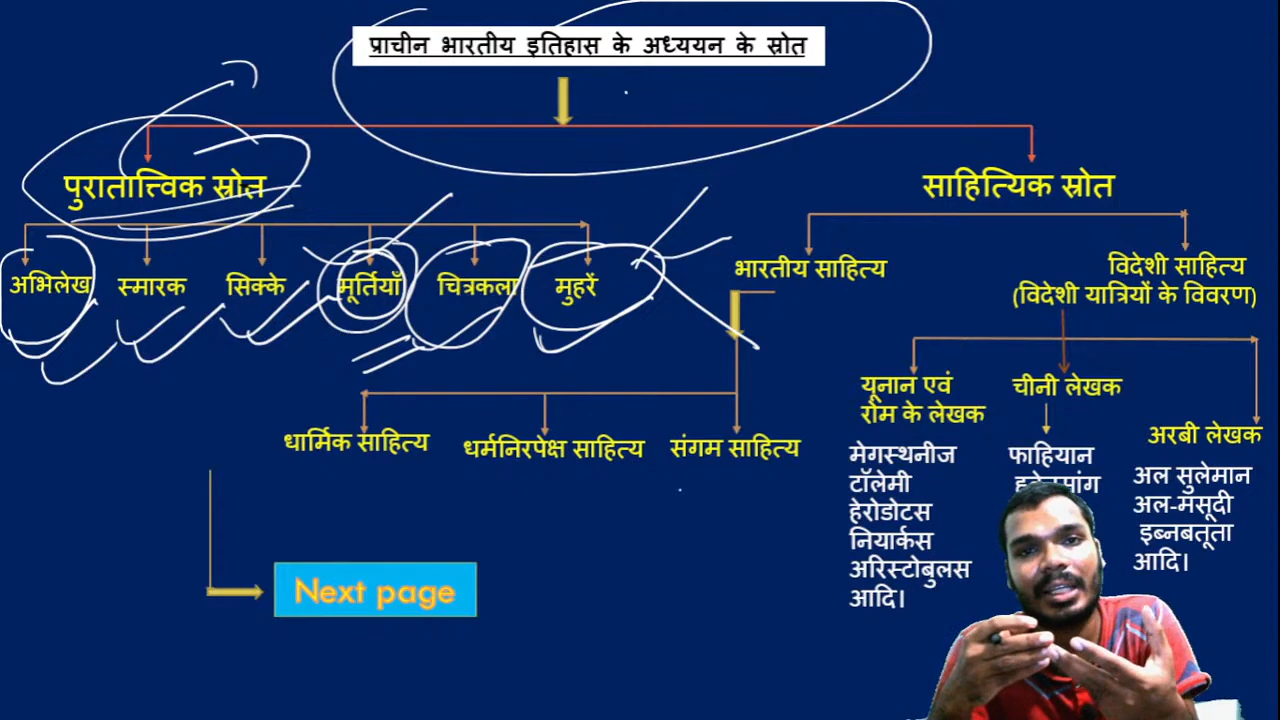 प्राचीन भारतीय इतिहास के अध्ययन के स्रोत
पुरातात्त्विक स्रोत
साहित्यिक स्रोत
अभिलेख
स्मारक
सिक्के
मूर्तियाँ
चित्रकला
मुहरें
भारतीय साहित्य
विदेशी साहित्य
(विदेशी यात्रियों के विवरण)
धार्मिक साहित्य
धर्मनिरपेक्ष साहित्य
संगम साहित्य
यूनान एवं
रोम के लेखक
मेगस्थनीज
टॉलेमी
हेरोडोटस
नियार्कस
अरिस्टोबुलस
आदि।
चीनी लेखक
फाहियान
अरबी लेखक
अल सुलेमान
अल-मसूदी
इब्नबतूता
आदि।
Next page